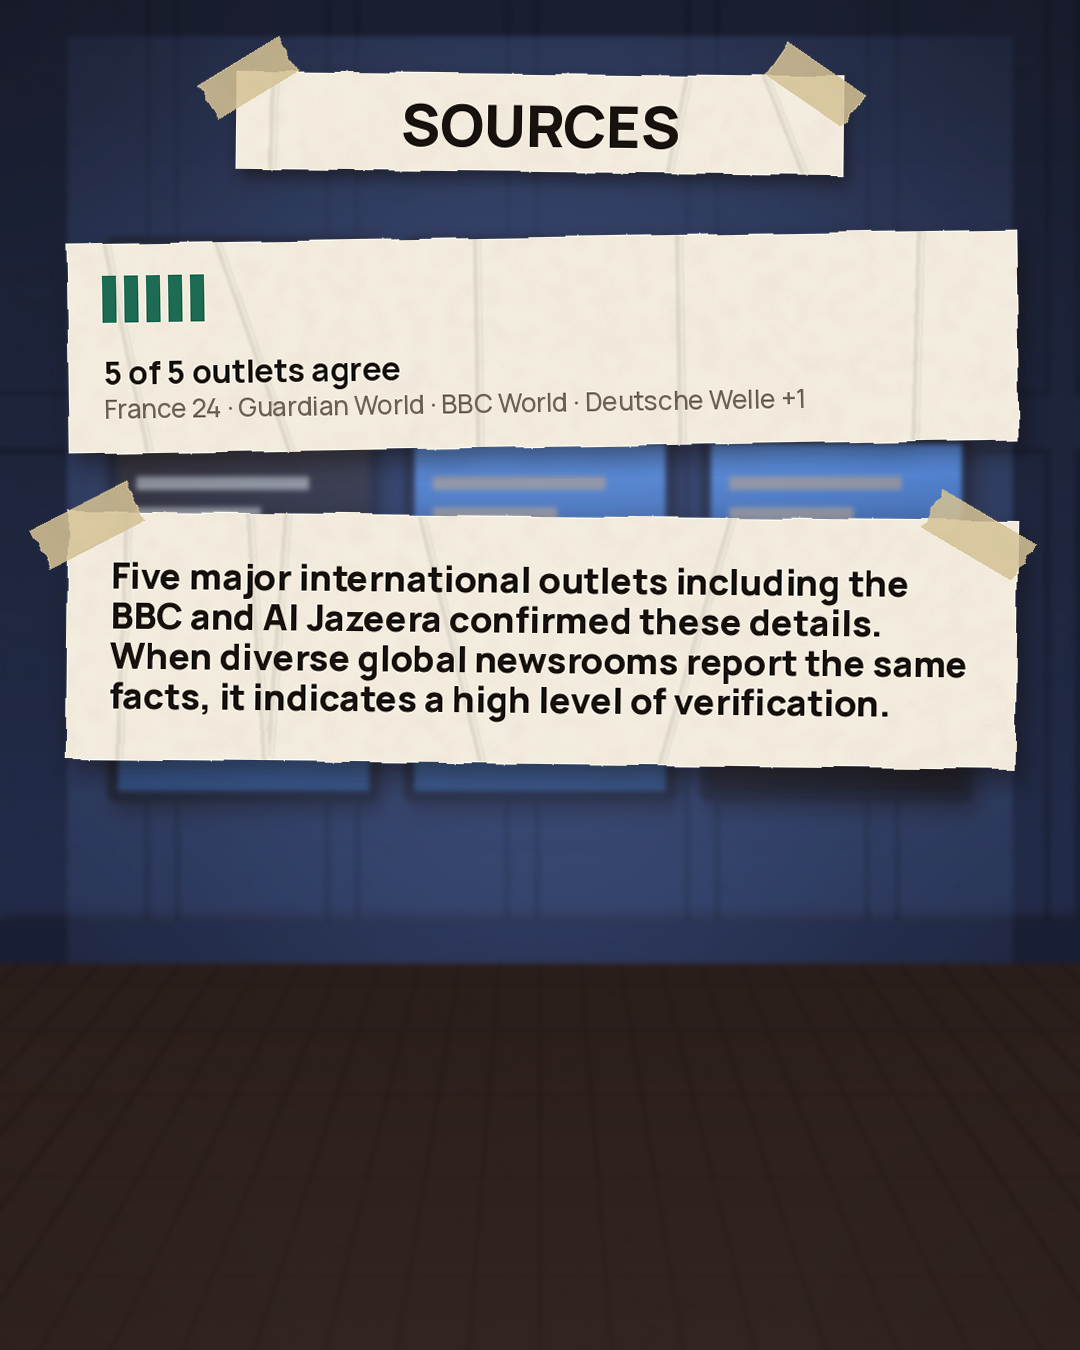 SOURCES
5 of 5 outlets agree
France 24 · Guardian World · BBC World · Deutsche Welle +1
Five major international outlets including the
BBC and Al Jazeera confirmed these details.
When diverse global newsrooms report the same
facts, it indicates a high level of verification.